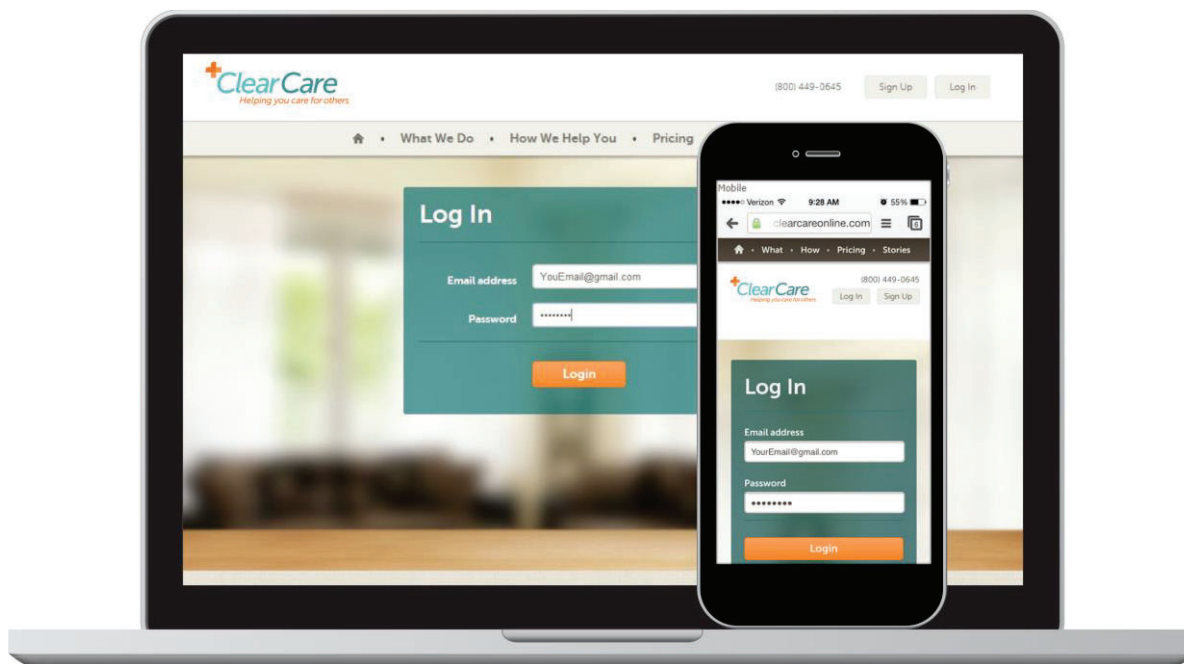 ClearCare
Helping you care for others
(800) 449-0645
Sign Up
Log In
What We Do • How We Help You • Pricing
Log In
Email address
YouEmail@gmail.com
Password
••••••••
Login
Mobile
Verizon 9:28 AM 55%
clearcareonline.com
6
What • How • Pricing • Stories
ClearCare
Helping you care for others
(800) 449-0645
Log In
Sign Up
Log In
Email address
YourEmail@gmail.com
Password
••••••••
Login